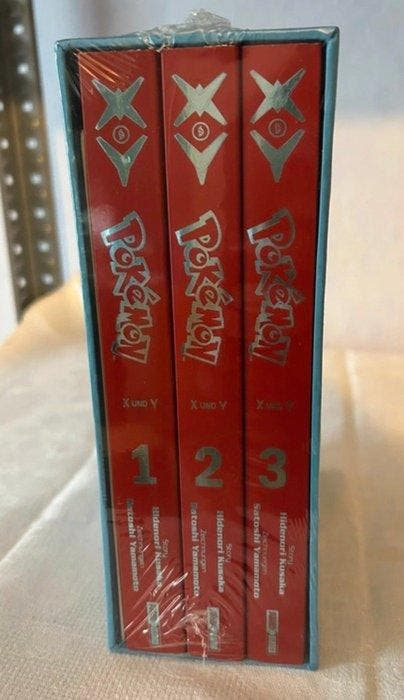 X
Y
POKÉMON
X UND Y
1
Story
Hidenori Kusaka
Zeichnungen
Satoshi Yamamoto
X
Y
POKÉMON
X UND Y
2
Story
Hidenori Kusaka
Zeichnungen
Satoshi Yamamoto
X
Y
POKÉMON
X UND Y
3
Story
Hidenori Kusaka
Zeichnungen
Satoshi Yamamoto